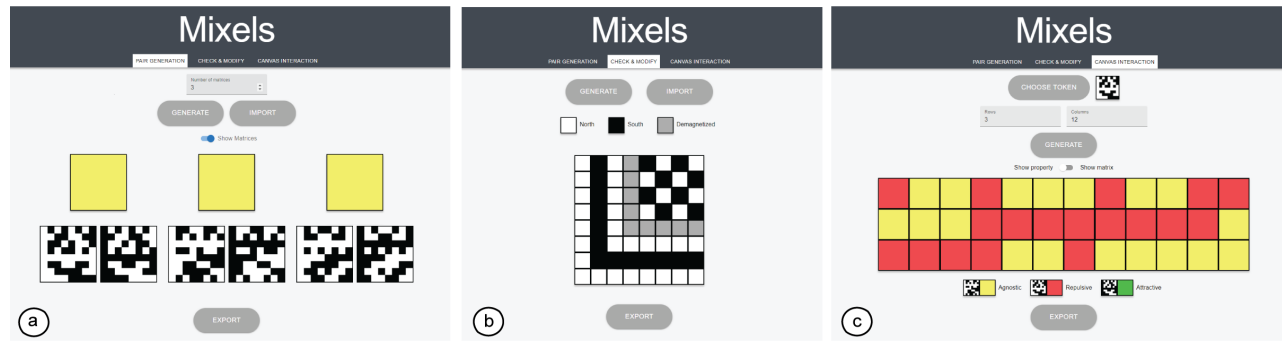 Mixels
PAIR GENERATION CHECK & MODIFY CANVAS INTERACTION
Number of matrices
3
GENERATE IMPORT
Show Matrices
EXPORT
a
Mixels
PAIR GENERATION CHECK & MODIFY CANVAS INTERACTION
GENERATE IMPORT
North South Demagnetized
EXPORT
b
Mixels
PAIR GENERATION CHECK & MODIFY CANVAS INTERACTION
CHOOSE TOKEN
Rows Columns
3 12
GENERATE
Show property Show matrix
Agnostic Repulsive Attractive
EXPORT
c